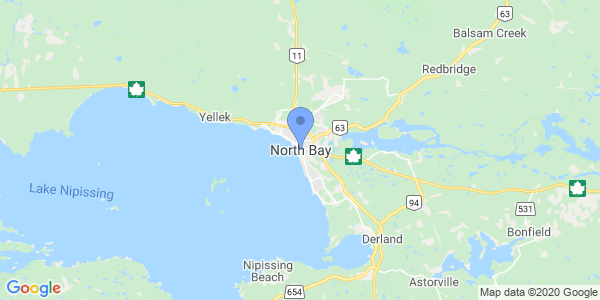 63
Balsam Creek
11
Redbridge
Yellek
63
North Bay
Lake Nipissing
94
531
Bonfield
Derland
Nipissing
Beach
Astorville
654
Google
Map data ©2020 Google